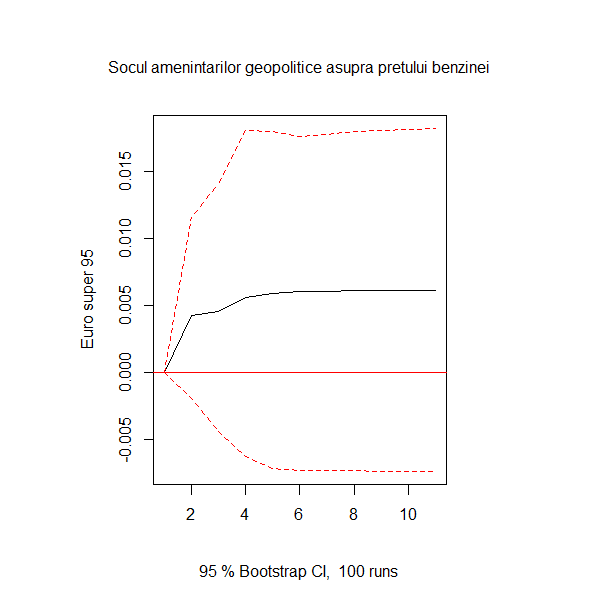 Socul amenintarilor geopolitice asupra pretului benzinei
Euro super 95
0.015
0.010
0.005
0.000
-0.005
2 4 6 8 10
95 % Bootstrap CI, 100 runs